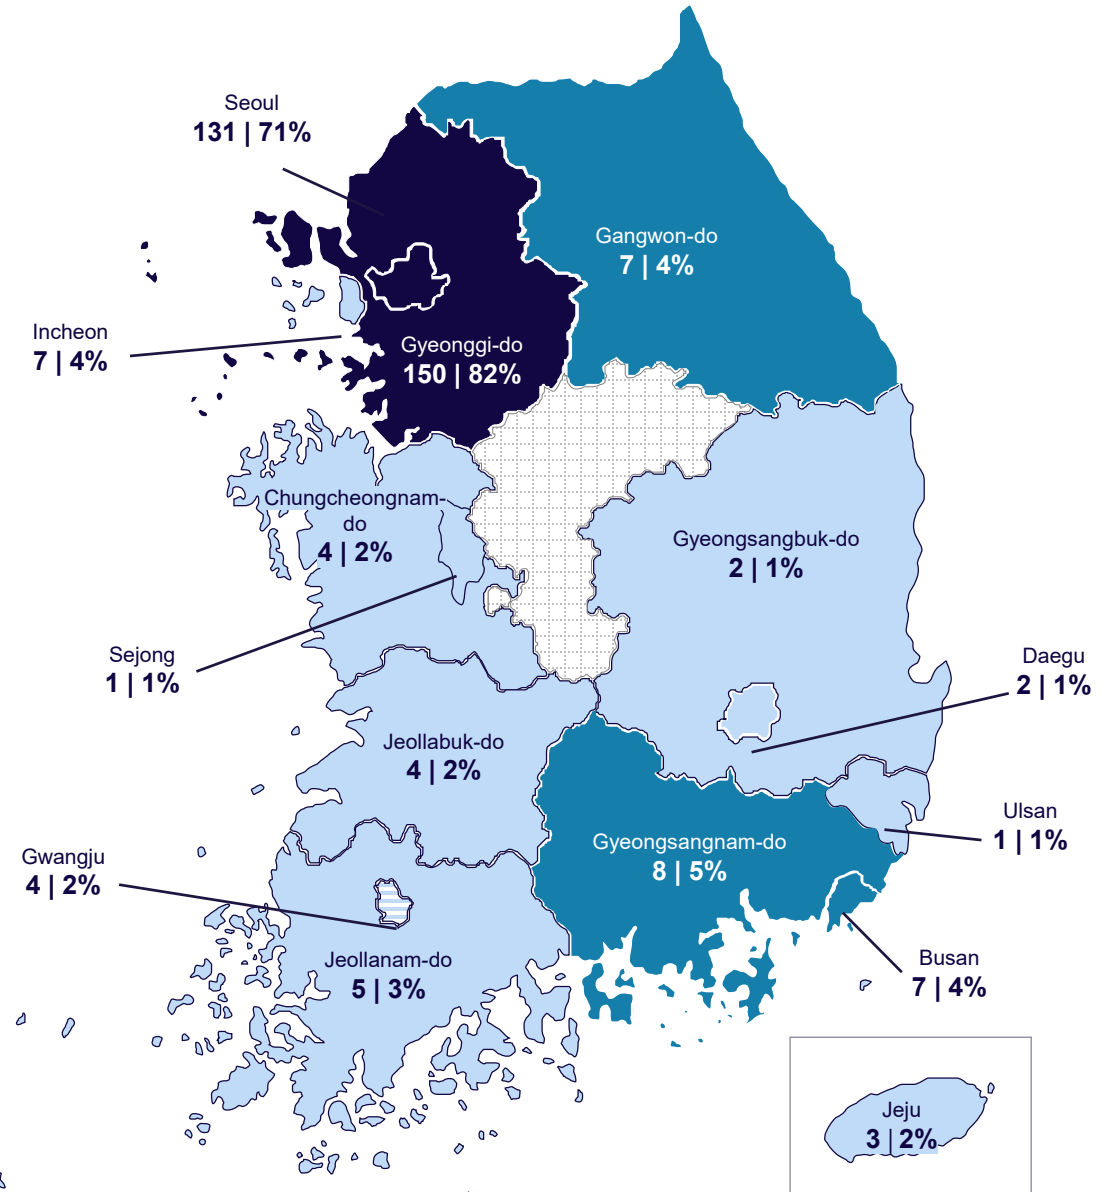 Seoul
131 | 71%
Gangwon-do
7 | 4%
Incheon
7 | 4%
Gyeonggi-do
150 | 82%
Chungcheongnam-
do
4 | 2%
Gyeongsangbuk-do
2 | 1%
Sejong
1 | 1%
Daegu
2 | 1%
Jeollabuk-do
4 | 2%
Ulsan
1 | 1%
Gyeongsangnam-do
8 | 5%
Gwangju
4 | 2%
Jeollanam-do
5 | 3%
Busan
7 | 4%
Jeju
3 | 2%